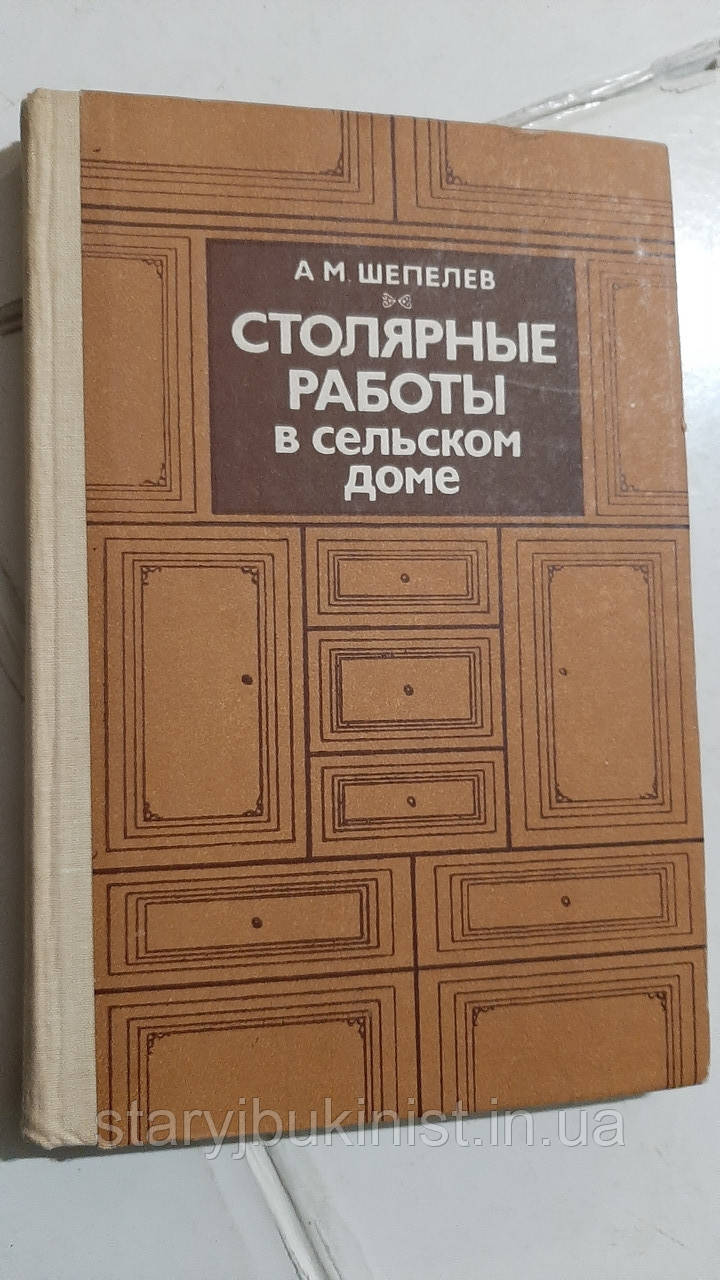 А.М. ШЕПЕЛЕВ
СТОЛЯРНЫЕ
РАБОТЫ
В СЕЛЬСКОМ
ДОМЕ
staryjbukinist.in.ua